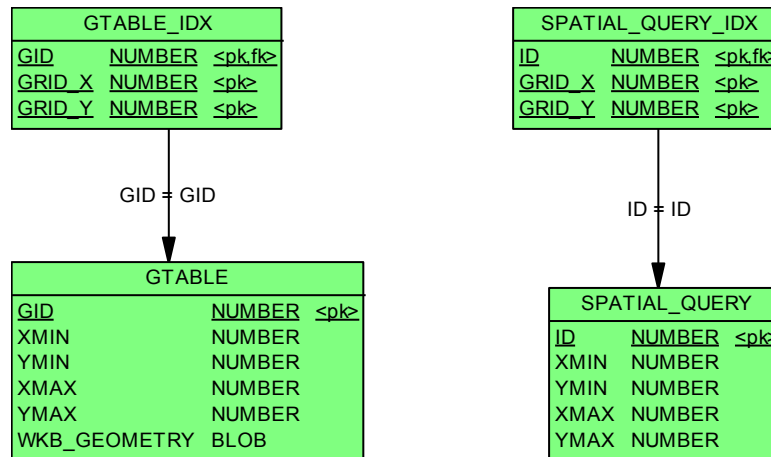 GTABLE_IDX
GID NUMBER <pk,fk>
GRID_X NUMBER <pk>
GRID_Y NUMBER <pk>
GID = GID
GTABLE
GID NUMBER <pk>
XMIN NUMBER
YMIN NUMBER
XMAX NUMBER
YMAX NUMBER
WKB_GEOMETRY BLOB
SPATIAL_QUERY_IDX
ID NUMBER <pk,fk>
GRID_X NUMBER <pk>
GRID_Y NUMBER <pk>
ID = ID
SPATIAL_QUERY
ID NUMBER <pk>
XMIN NUMBER
YMIN NUMBER
XMAX NUMBER
YMAX NUMBER